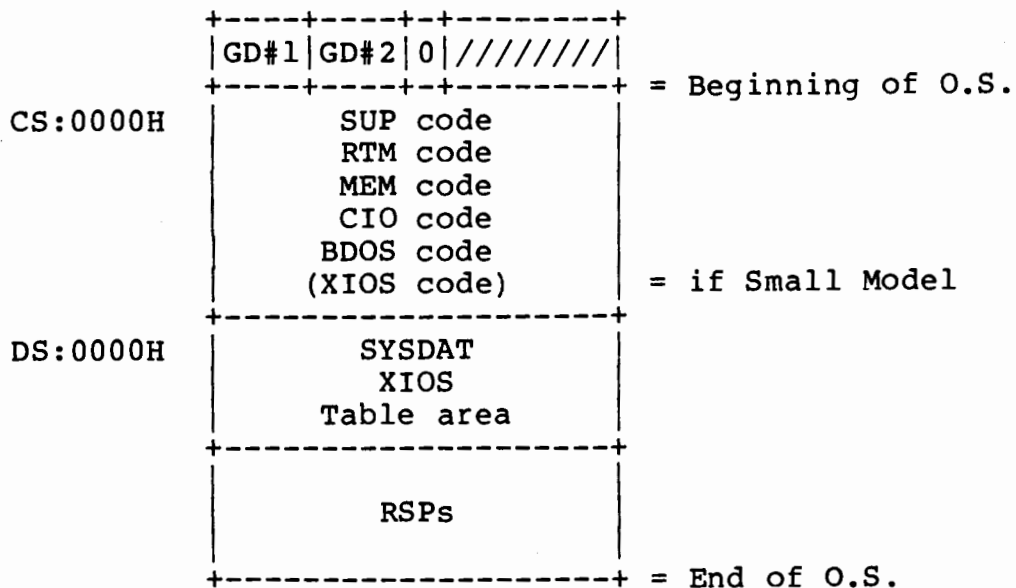 GD#1 GD#2 0 ////////
= Beginning of O.S.
CS:0000H SUP code
RTM code
MEM code
CIO code
BDOS code
(XIOS code) = if Small Model
DS:0000H SYSDAT
XIOS
Table area
RSPs
= End of O.S.